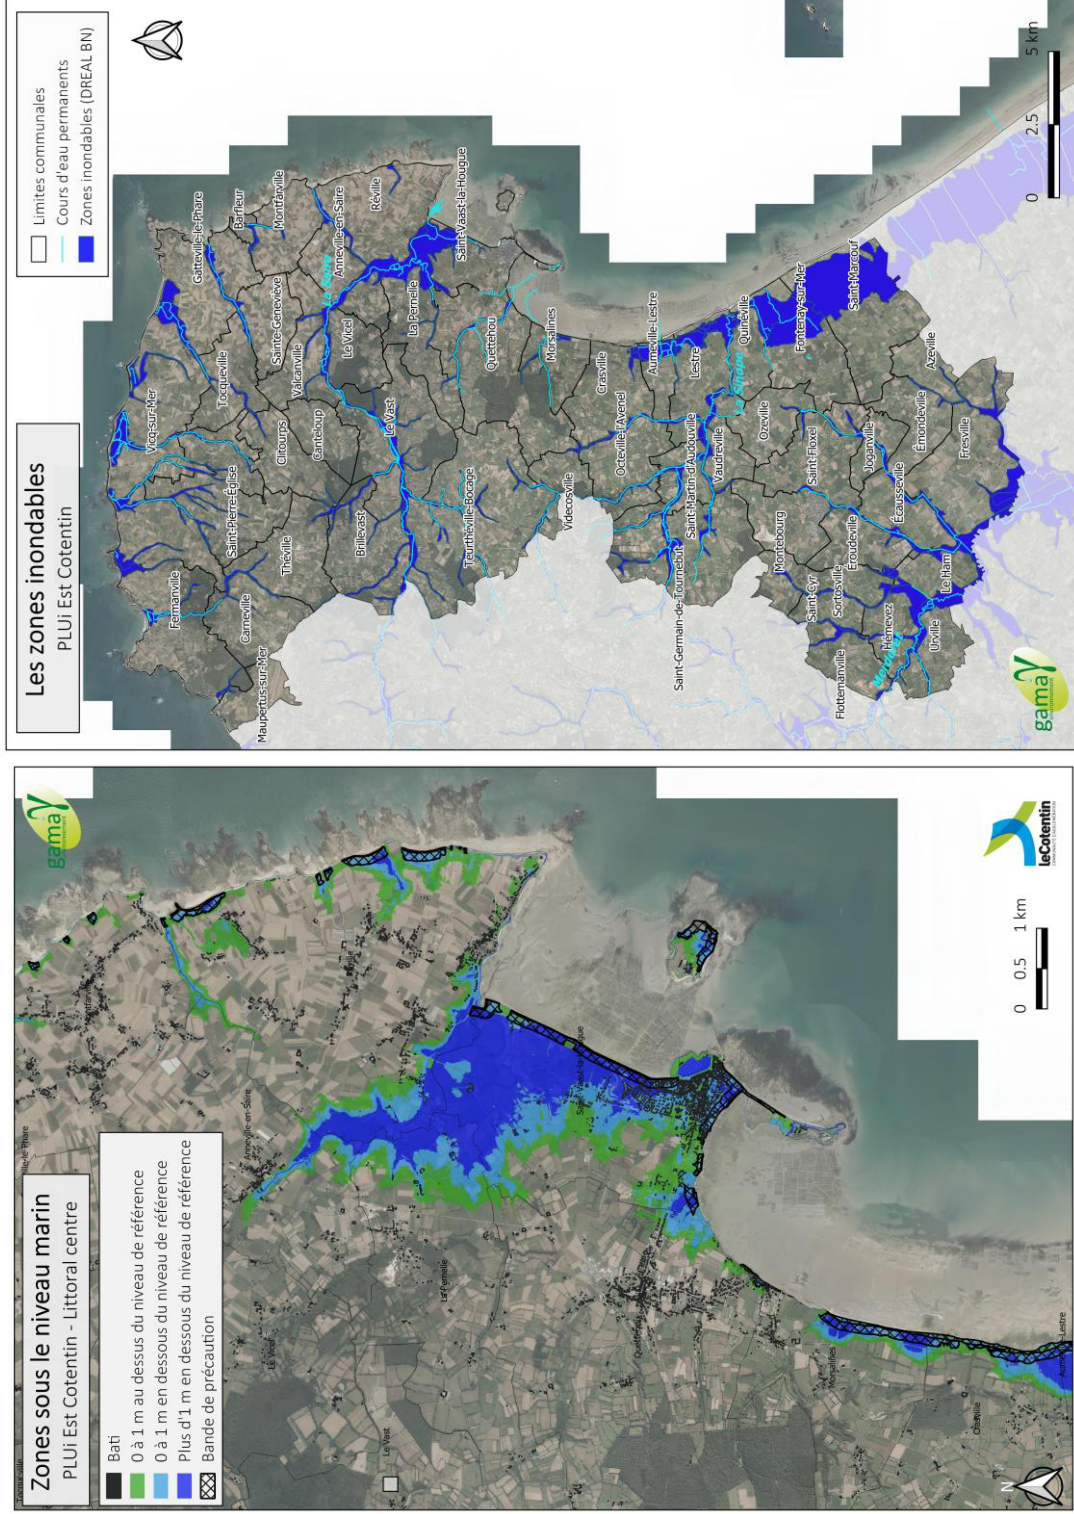 Les zones inondables
PLUi Est Cotentin
Limites communales
Cours d'eau permanents
Zones inondables (DREAL BN)
Gatteville-le-Phare
Barfleur
Montfarville
Réville
Anneville-en-Saire
Saint-Vaast-la-Hougue
Vicq-sur-Mer
Tocqueville
Sainte-Geneviève
Valcanville
La Saire
Le Vicel
La Pernelle
Clitourps
Canteloup
Le Vast
Quettehou
Morsalines
Fermanville
Saint-Pierre-Église
Théville
Brillevast
Carneville
Maupertus-sur-Mer
Teurthéville-Bocage
Videcosville
Crasville
Octeville-l'Avenel
Aumeville-Lestre
Lestre
Quinéville
La Sinope
Fontenay-sur-Mer
Saint-Marcouf
Saint-Martin-d'Audouville
Vaudreville
Ozeville
Saint-Germain-de-Tournebut
Montebourg
Saint-Floxel
Joganville
Émondeville
Azeville
Fresville
Écausseville
Éroudeville
Saint-Cyr
Sortosville
Flottemanville
Hémevez
Le Ham
Urville
Merderet
0 2.5 5 km
gama
environnement
Zones sous le niveau marin
PLUi Est Cotentin - Littoral centre
Bati
0 à 1 m au dessus du niveau de référence
0 à 1 m en dessous du niveau de référence
Plus d'1 m en dessous du niveau de référence
Bande de précaution
Anneville-en-Saire
La Pernelle
Le Vicel
Le Vast
Morsalines
Crasville
N
0 0.5 1 km
leCotentin
gama
environnement